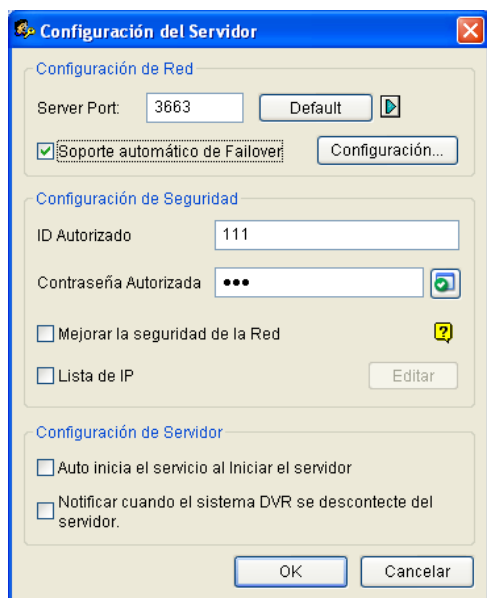 Configuración del Servidor
Configuración de Red
Server Port: 3663 Default
Soporte automático de Failover Configuración...
Configuración de Seguridad
ID Autorizado 111
Contraseña Autorizada •••
Mejorar la seguridad de la Red ?
Lista de IP Editar
Configuración de Servidor
Auto inicia el servicio al Iniciar el servidor
Notificar cuando el sistema DVR se descontecte del
servidor.
OK Cancelar